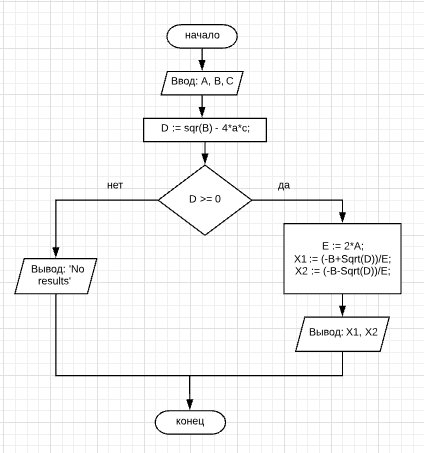 начало
Ввод: A, B, C
D := sqr(B) - 4*a*c;
D >= 0
нет
да
E := 2*A;
X1 := (-B+Sqrt(D))/E;
X2 := (-B-Sqrt(D))/E;
Вывод: 'No
results'
Вывод: X1, X2
конец